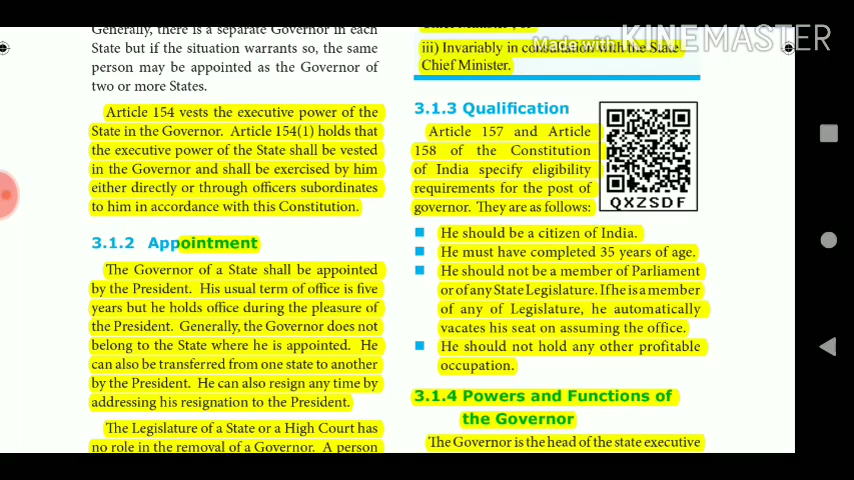 Generally, there is a separate Governor in each
State but if the situation warrants so, the same
person may be appointed as the Governor of
two or more States.
Article 154 vests the executive power of the
State in the Governor. Article 154(1) holds that
the executive power of the State shall be vested
in the Governor and shall be exercised by him
either directly or through officers subordinates
to him in accordance with this Constitution.
3.1.2 Appointment
The Governor of a State shall be appointed
by the President. His usual term of office is five
years but he holds office during the pleasure of
the President. Generally, the Governor does not
belong to the State where he is appointed. He
can also be transferred from one state to another
by the President. He can also resign any time by
addressing his resignation to the President.
The Legislature of a State or a High Court has
no role in the removal of a Governor. A person
iii) Invariably in consultation with the State
Chief Minister.
Made with KINEMASTER
3.1.3 Qualification
Article 157 and Article
158 of the Constitution
of India specify eligibility
requirements for the post of
governor. They are as follows:
QXZSDF
■ He should be a citizen of India.
■ He must have completed 35 years of age.
■ He should not be a member of Parliament
or of any State Legislature. If he is a member
of any of Legislature, he automatically
vacates his seat on assuming the office.
■ He should not hold any other profitable
occupation.
3.1.4 Powers and Functions of
the Governor
The Governor is the head of the state executive